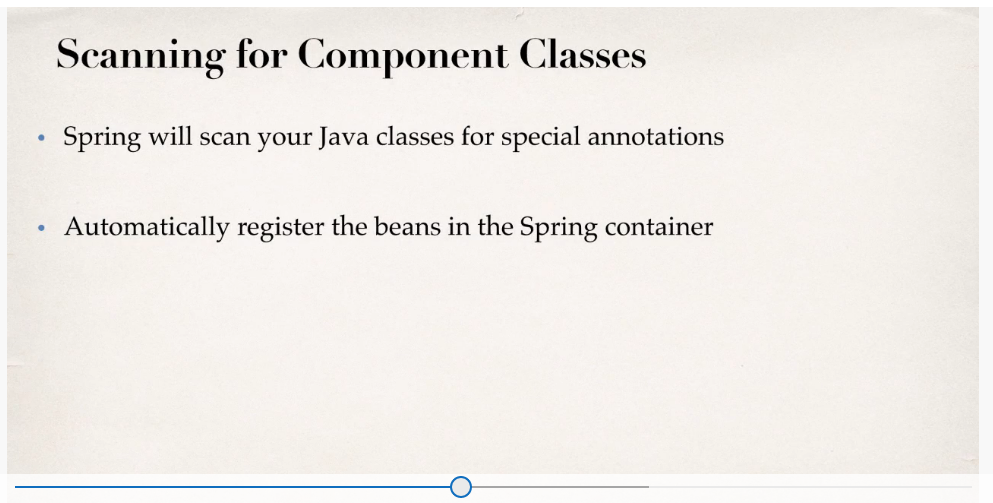 Scanning for Component Classes
• Spring will scan your Java classes for special annotations
• Automatically register the beans in the Spring container